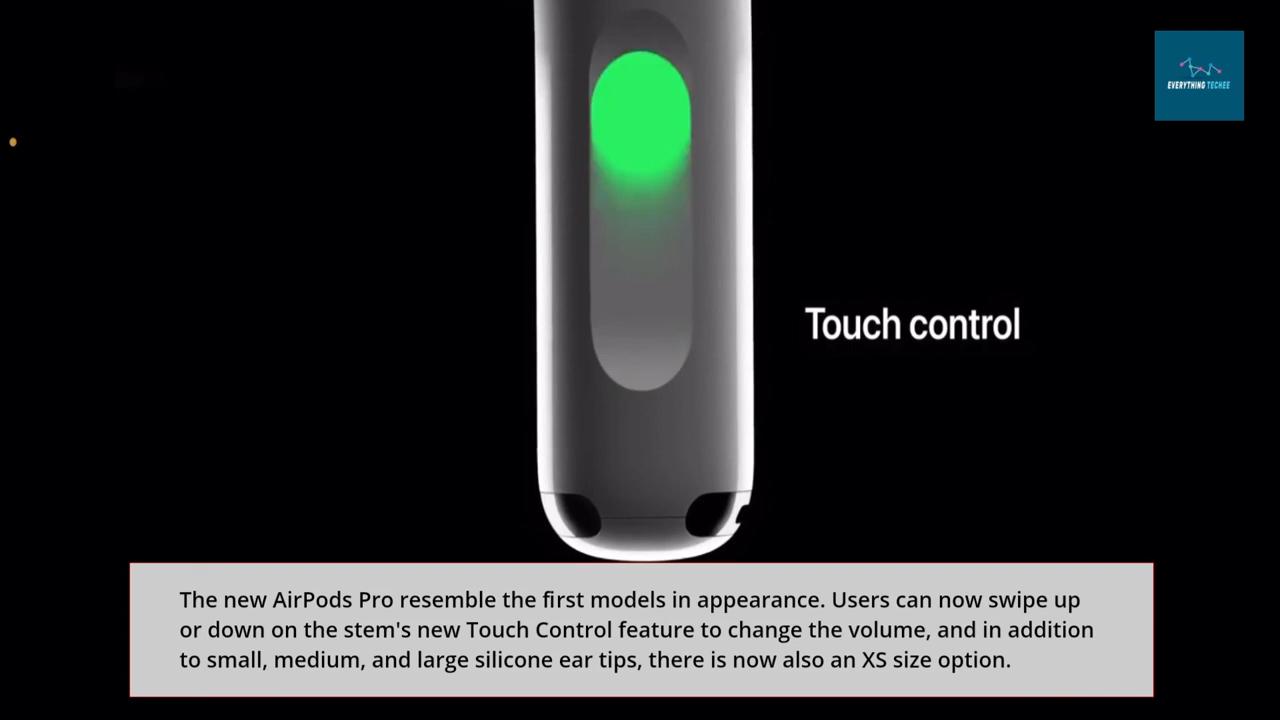 EVERYTHING TECHEE
Touch control
The new AirPods Pro resemble the first models in appearance. Users can now swipe up
or down on the stem's new Touch Control feature to change the volume, and in addition
to small, medium, and large silicone ear tips, there is now also an XS size option.